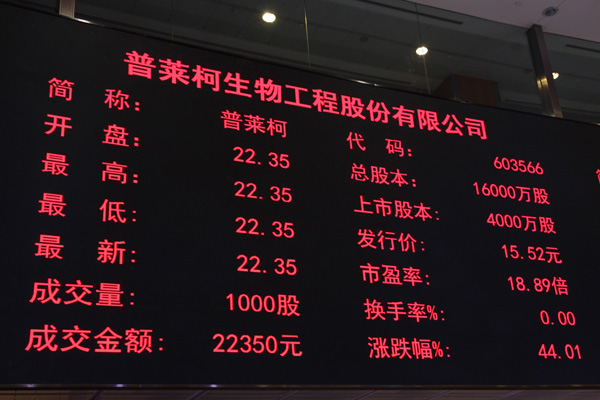 普莱柯生物工程股份有限公司
简 称: 普莱柯 代 码: 603566
开 盘: 22.35 总股本: 16000万股
最 高: 22.35 上市股本: 4000万股
最 低: 22.35 发行价: 15.52元
最 新: 22.35 市盈率: 18.89倍
成交量: 1000股 换手率%: 0.00
成交金额: 22350元 涨跌幅%: 44.01